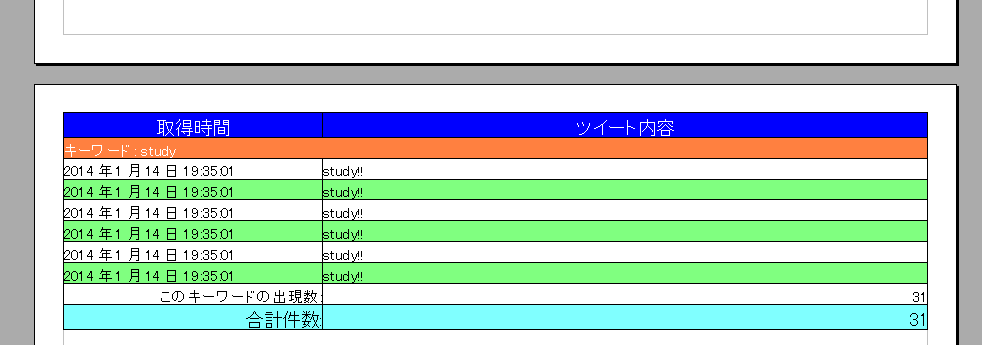 取得時間 ツイート内容
キーワード : study
2014 年 1 月 14 日 19:35:01 study!!
2014 年 1 月 14 日 19:35:01 study!!
2014 年 1 月 14 日 19:35:01 study!!
2014 年 1 月 14 日 19:35:01 study!!
2014 年 1 月 14 日 19:35:01 study!!
2014 年 1 月 14 日 19:35:01 study!!
このキーワードの出現数: 31
合計件数: 31